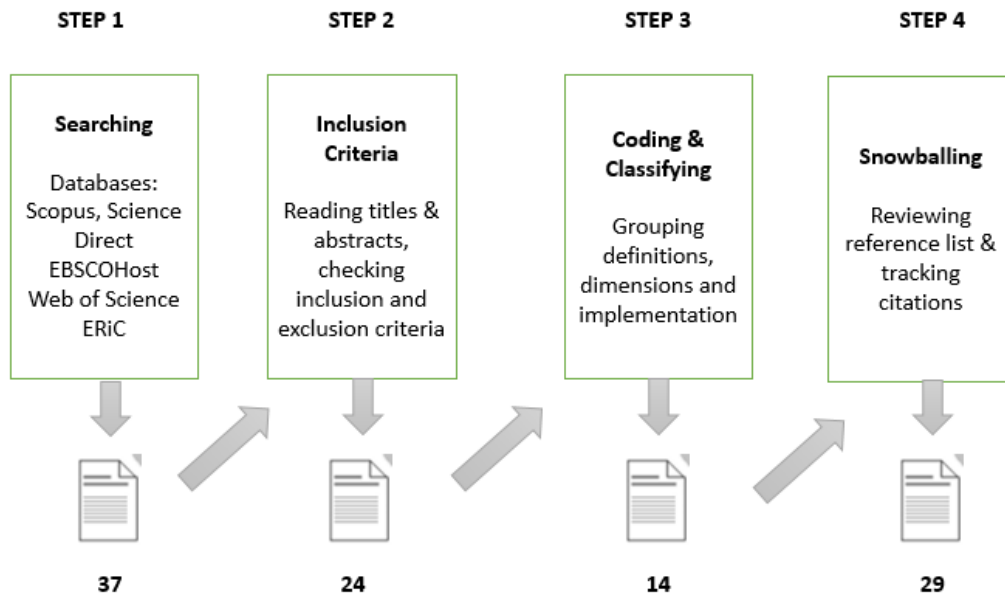 STEP 1
STEP 2
STEP 3
STEP 4
Searching
Databases:
Scopus, Science
Direct
EBSCOHost
Web of Science
ERiC
Inclusion
Criteria
Reading titles &
abstracts,
checking
inclusion and
exclusion criteria
Coding &
Classifying
Grouping
definitions,
dimensions and
implementation
Snowballing
Reviewing
reference list &
tracking
citations
37
24
14
29